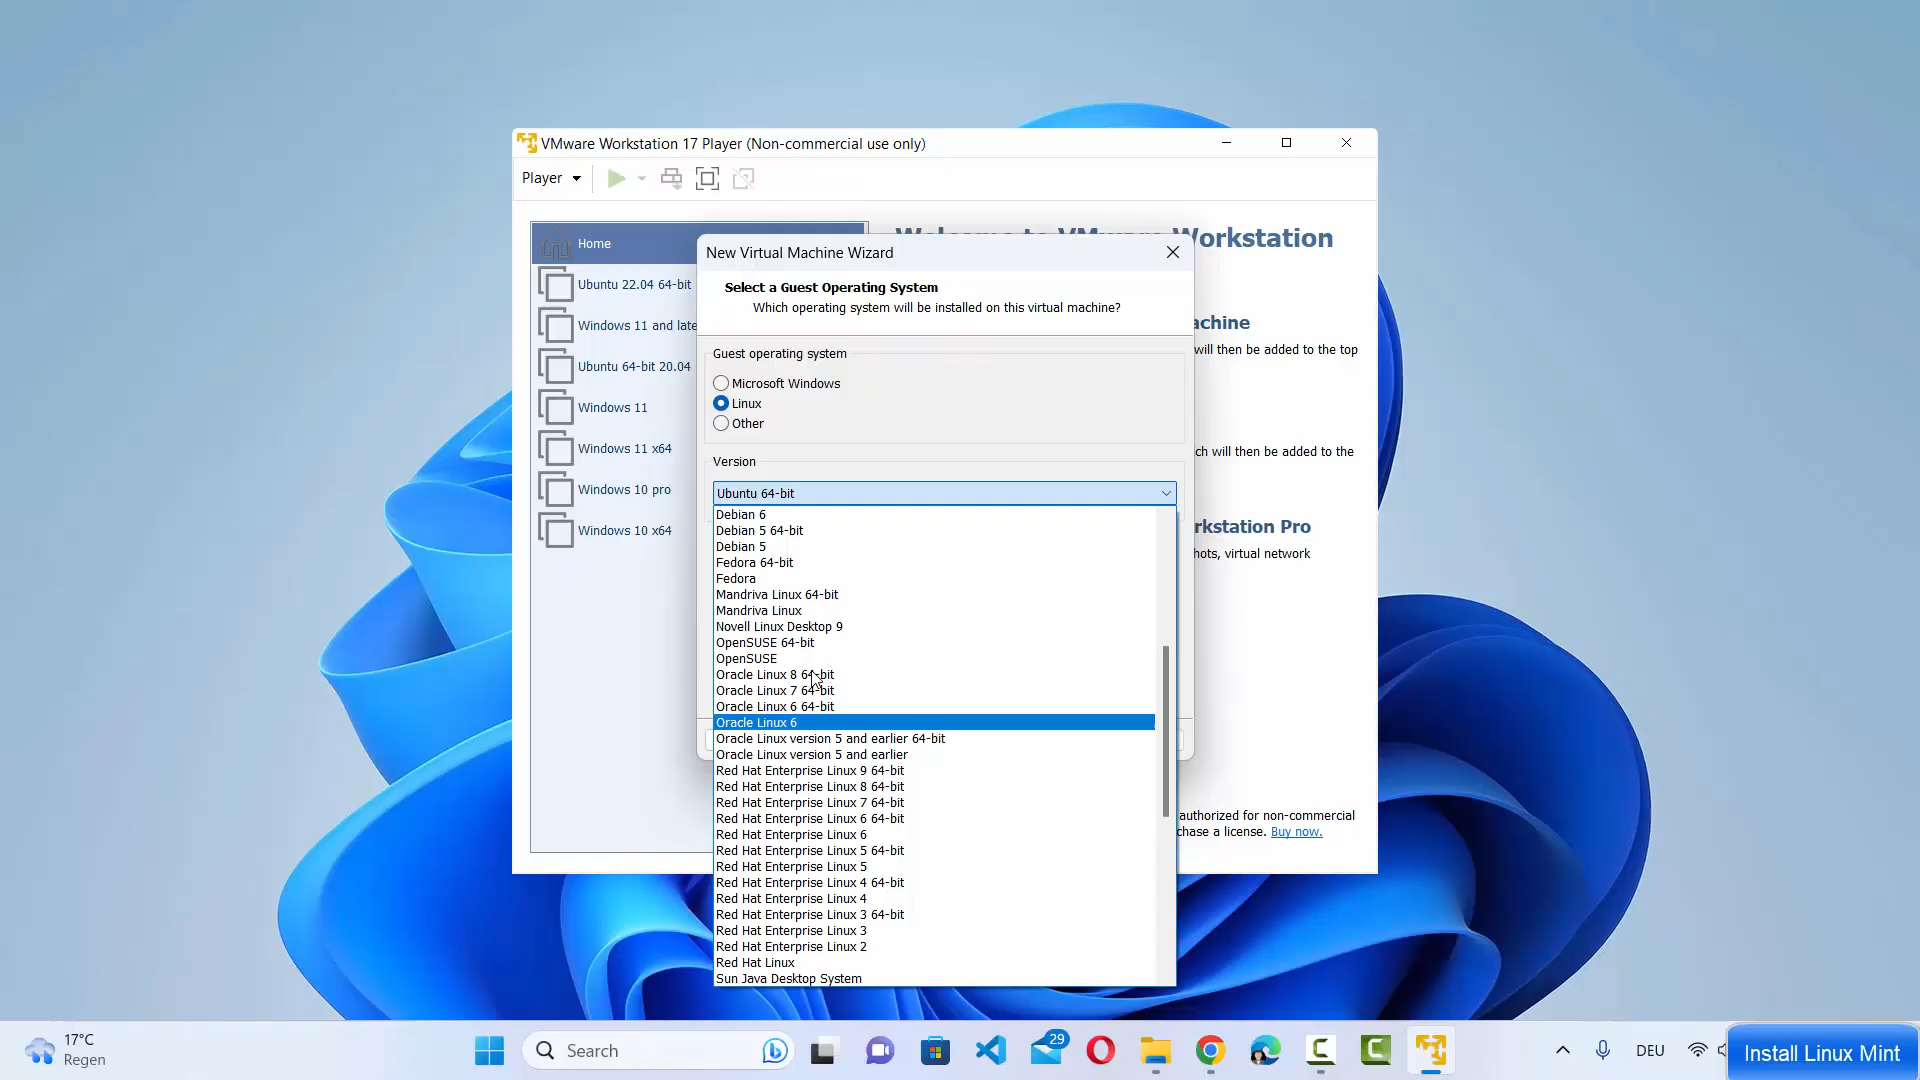 VMware Workstation 17 Player (Non-commercial use only)
Player
Home
Ubuntu 22.04 64-bit
Windows 11 and late
Ubuntu 64-bit 20.04
Windows 11
Windows 11 x64
Windows 10 pro
Windows 10 x64
Welcome to VMware Workstation
achine
will then be added to the top
ch will then be added to the
rkstation Pro
hots, virtual network
authorized for non-commercial
chase a license. Buy now.
New Virtual Machine Wizard
Select a Guest Operating System
Which operating system will be installed on this virtual machine?
Guest operating system
Microsoft Windows
Linux
Other
Version
Ubuntu 64-bit
Debian 6
Debian 5 64-bit
Debian 5
Fedora 64-bit
Fedora
Mandriva Linux 64-bit
Mandriva Linux
Novell Linux Desktop 9
OpenSUSE 64-bit
OpenSUSE
Oracle Linux 8 64-bit
Oracle Linux 7 64-bit
Oracle Linux 6 64-bit
Oracle Linux 6
Oracle Linux version 5 and earlier 64-bit
Oracle Linux version 5 and earlier
Red Hat Enterprise Linux 9 64-bit
Red Hat Enterprise Linux 8 64-bit
Red Hat Enterprise Linux 7 64-bit
Red Hat Enterprise Linux 6 64-bit
Red Hat Enterprise Linux 6
Red Hat Enterprise Linux 5 64-bit
Red Hat Enterprise Linux 5
Red Hat Enterprise Linux 4 64-bit
Red Hat Enterprise Linux 4
Red Hat Enterprise Linux 3 64-bit
Red Hat Enterprise Linux 3
Red Hat Enterprise Linux 2
Red Hat Linux
Sun Java Desktop System
17°C
Regen
Search
29
DEU
Install Linux Mint